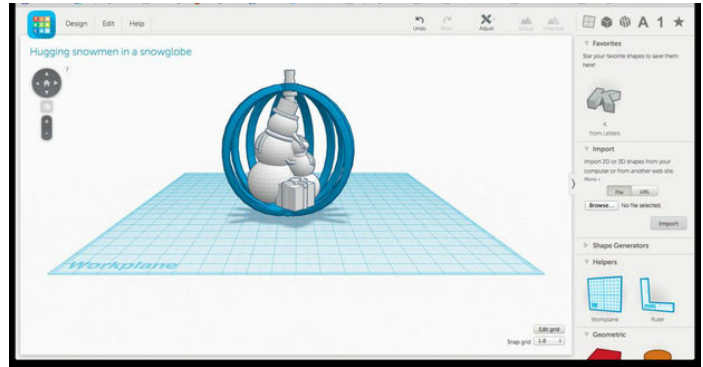 Design Edit Help
Undo Redo Adjust Group Ungroup
A 1
Hugging snowmen in a snowglobe
?
Workplane
Edit grid
Snap grid 1.0
Favorites
Star your favorite shapes to save them
here!
K
from Letters
Import
Import 2D or 3D shapes from your
computer or from another web site.
More
File URL
Browse... No file selected.
Import
Shape Generators
Helpers
W
Workplane Ruler
Geometric